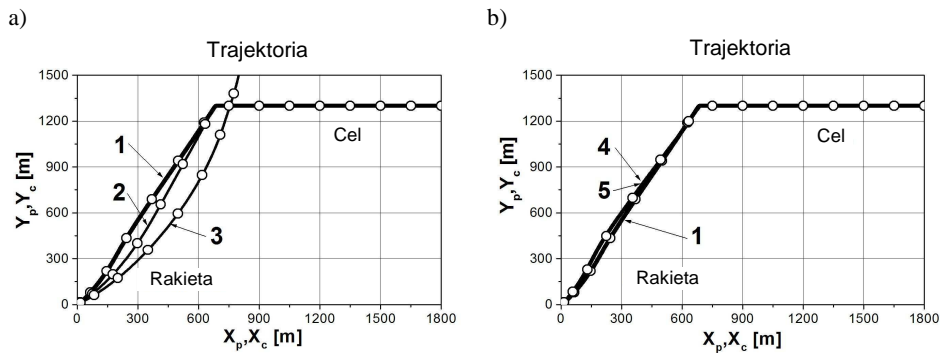 a)
Trajektoria
1500
1200
900
600
300
0
Y_p,Y_c [m]
1
2
3
Cel
Rakieta
0 300 600 900 1200 1500 1800
X_p,X_c [m]
b)
Trajektoria
1500
1200
900
600
300
0
Y_p,Y_c [m]
4
5
1
Cel
Rakieta
0 300 600 900 1200 1500 1800
X_p,X_c [m]